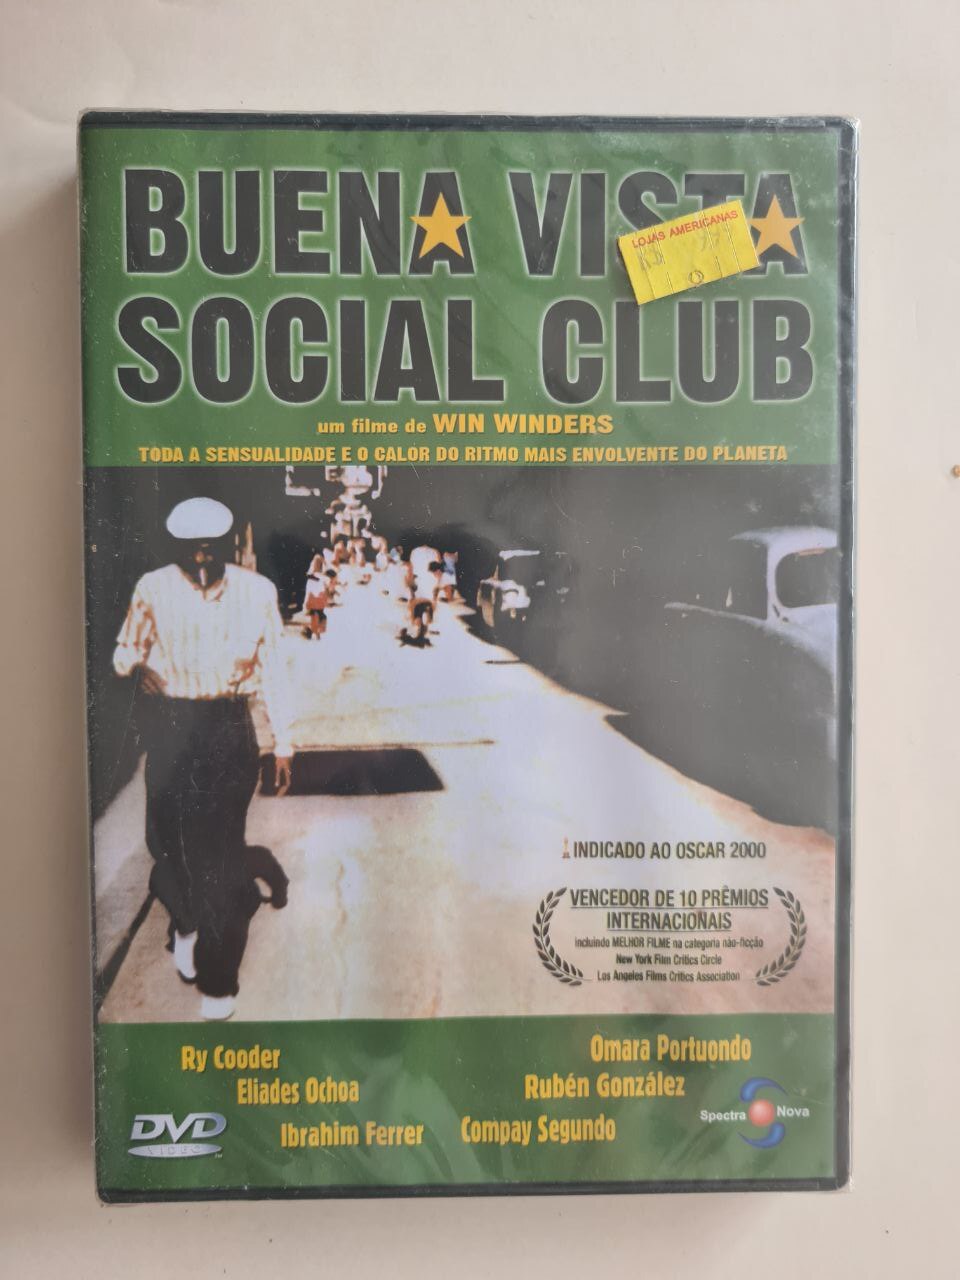 BUENA VISTA
LOJAS AMERICANAS
SOCIAL CLUB
um filme de WIN WINDERS
TODA A SENSUALIDADE E O CALOR DO RITMO MAIS ENVOLVENTE DO PLANETA
INDICADO AO OSCAR 2000
VENCEDOR DE 10 PRÊMIOS
INTERNACIONAIS
incluindo MELHOR FILME na categoria não-ficção
New York Film Critics Circle
Los Angeles Films Critics Association
Ry Cooder
Omara Portuondo
Eliades Ochoa
Rubén González
Ibrahim Ferrer
Compay Segundo
Spectra Nova
DVD
VIDEO
TM